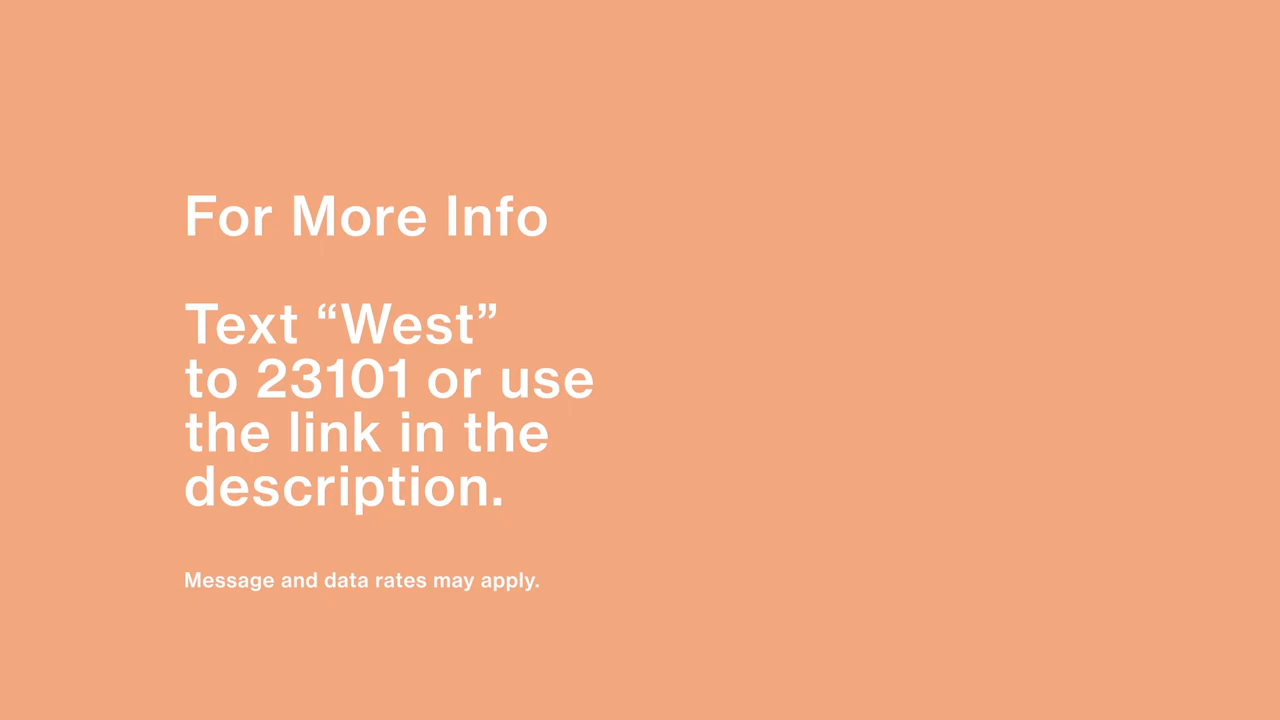 For More Info
Text “West”
to 23101 or use
the link in the
description.
Message and data rates may apply.